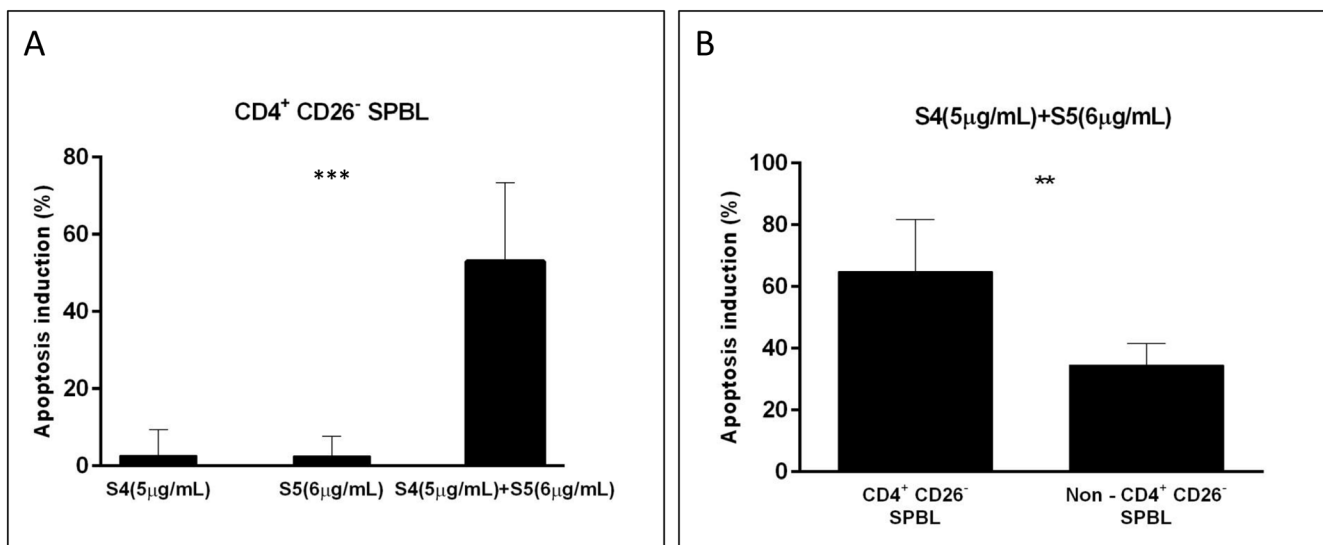 A
CD4⁺ CD26⁻ SPBL
Apoptosis induction (%)
80
60
40
20
0
***
S4(5μg/mL) S5(6μg/mL) S4(5μg/mL)+S5(6μg/mL)
B
S4(5μg/mL)+S5(6μg/mL)
Apoptosis induction (%)
100
80
60
40
20
0
**
CD4⁺ CD26⁻
SPBL
Non - CD4⁺ CD26⁻
SPBL